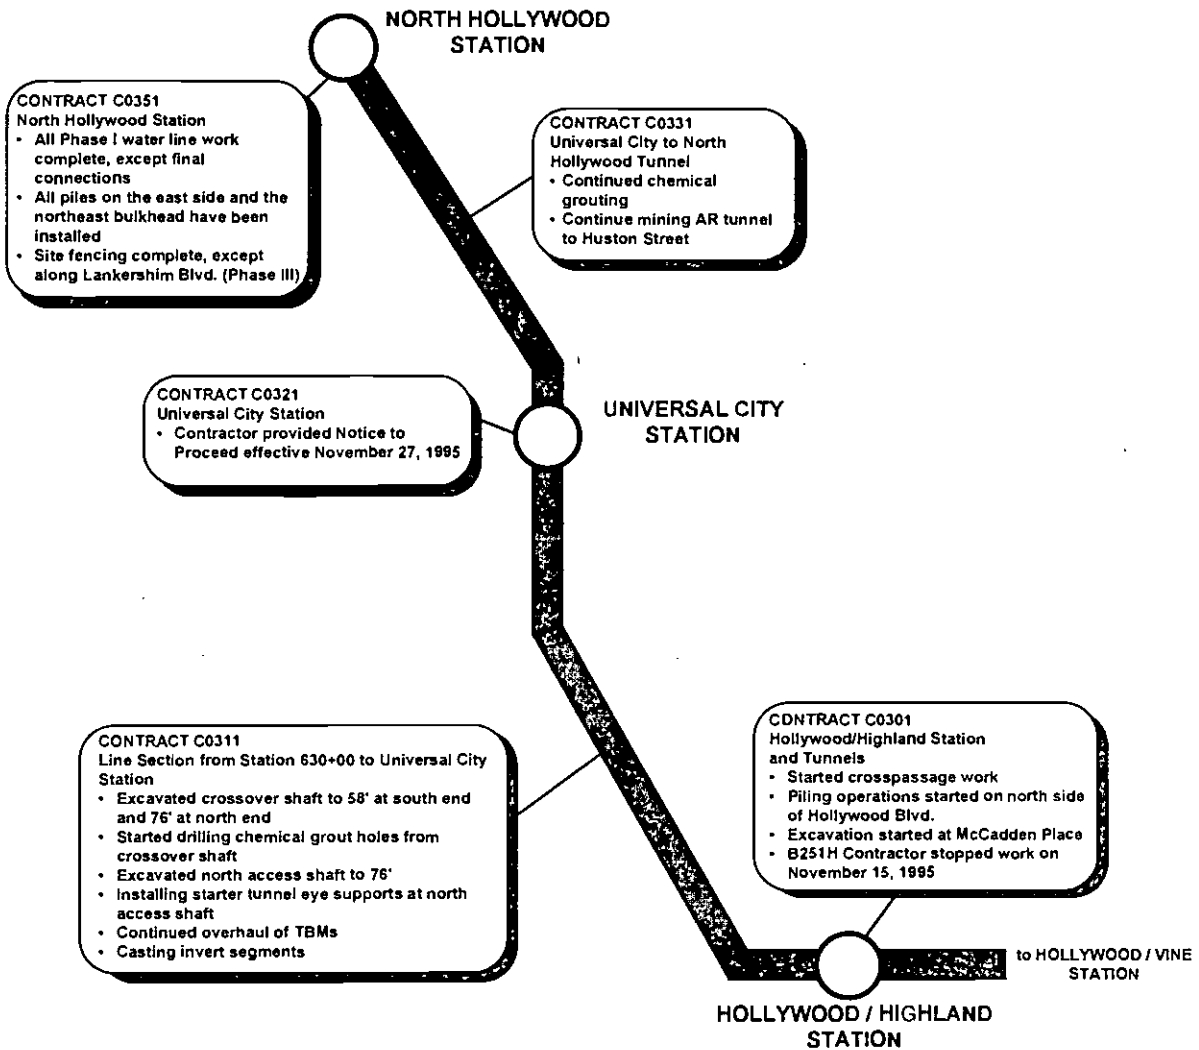 NORTH HOLLYWOOD
STATION
CONTRACT C0351
North Hollywood Station
• All Phase I water line work
complete, except final
connections
• All piles on the east side and the
northeast bulkhead have been
installed
• Site fencing complete, except
along Lankershim Blvd. (Phase III)
CONTRACT C0331
Universal City to North
Hollywood Tunnel
• Continued chemical
grouting
• Continue mining AR tunnel
to Huston Street
CONTRACT C0321
Universal City Station
• Contractor provided Notice to
Proceed effective November 27, 1995
UNIVERSAL CITY
STATION
CONTRACT C0311
Line Section from Station 630+00 to Universal City
Station
• Excavated crossover shaft to 58' at south end
and 76' at north end
• Started drilling chemical grout holes from
crossover shaft
• Excavated north access shaft to 76'
• Installing starter tunnel eye supports at north
access shaft
• Continued overhaul of TBMs
• Casting invert segments
CONTRACT C0301
Hollywood/Highland Station
and Tunnels
• Started crosspassage work
• Piling operations started on north side
of Hollywood Blvd.
• Excavation started at McCadden Place
• B251H Contractor stopped work on
November 15, 1995
to HOLLYWOOD / VINE
STATION
HOLLYWOOD / HIGHLAND
STATION